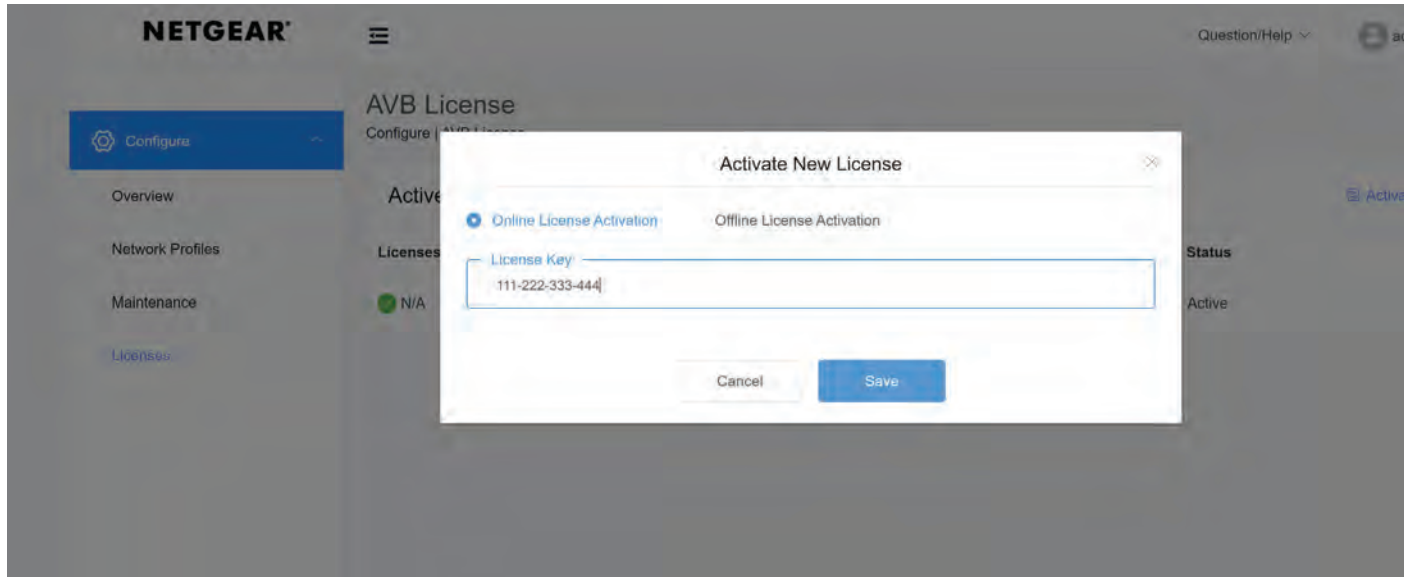 NETGEAR®
Question/Help
AVB License
Configure
Configure |
Activate New License
Overview
Active
Online License Activation
Offline License Activation
Network Profiles
Licenses
License Key
Status
111-222-333-444
Maintenance
N/A
Active
Licenses
Cancel
Save